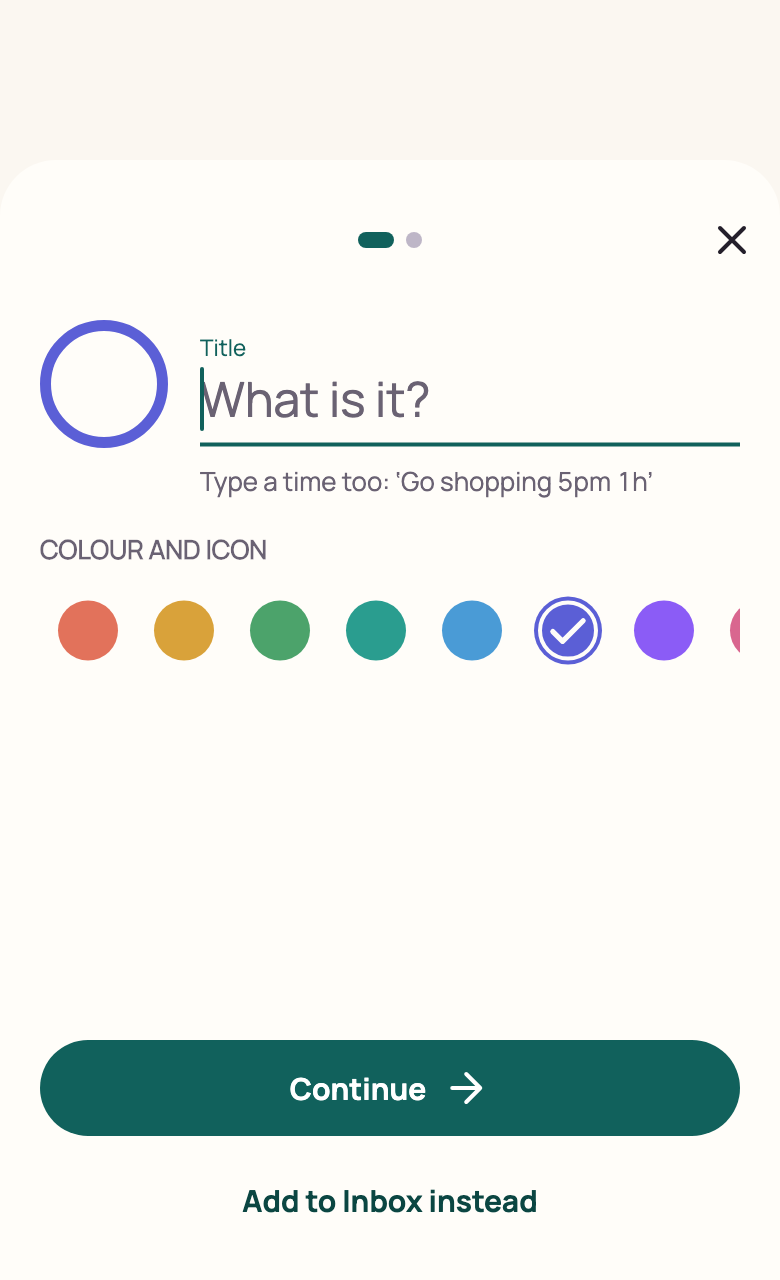 Title
What is it?
Type a time too: ‘Go shopping 5pm 1h’
COLOUR AND ICON
Continue
Add to Inbox instead